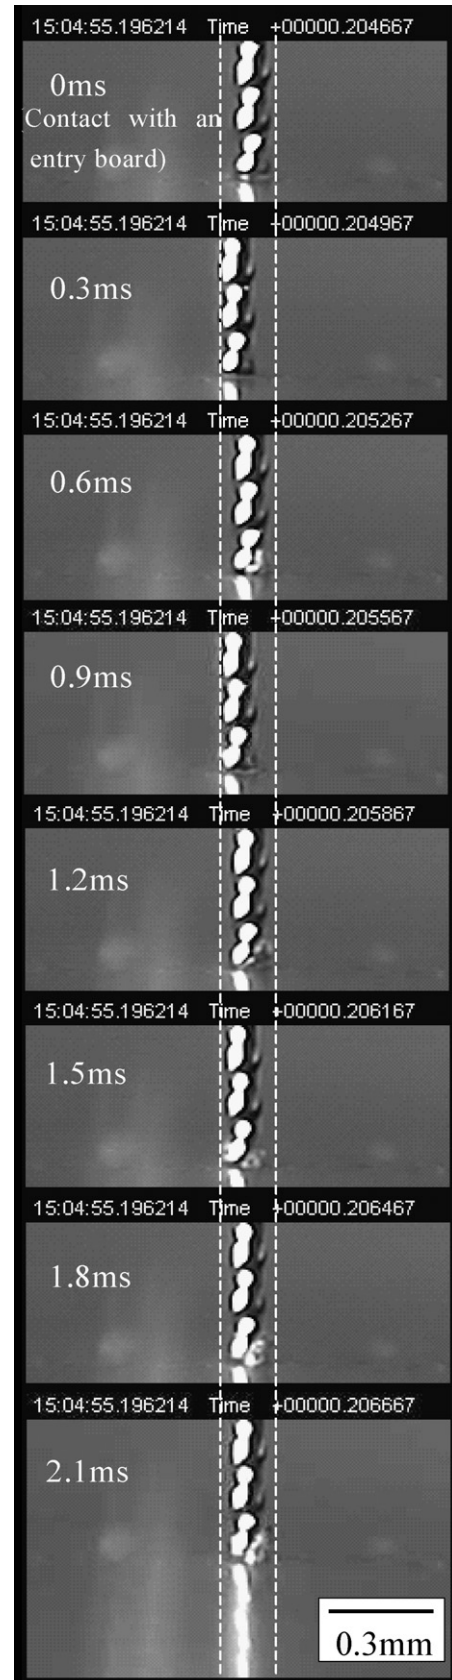 15:04:55.196214 Time +00000.204667
0ms
(Contact with an
entry board)
15:04:55.196214 Time +00000.204967
0.3ms
15:04:55.196214 Time +00000.205267
0.6ms
15:04:55.196214 Time +00000.205567
0.9ms
15:04:55.196214 Time +00000.205867
1.2ms
15:04:55.196214 Time +00000.206167
1.5ms
15:04:55.196214 Time +00000.206467
1.8ms
15:04:55.196214 Time +00000.206667
2.1ms
0.3mm